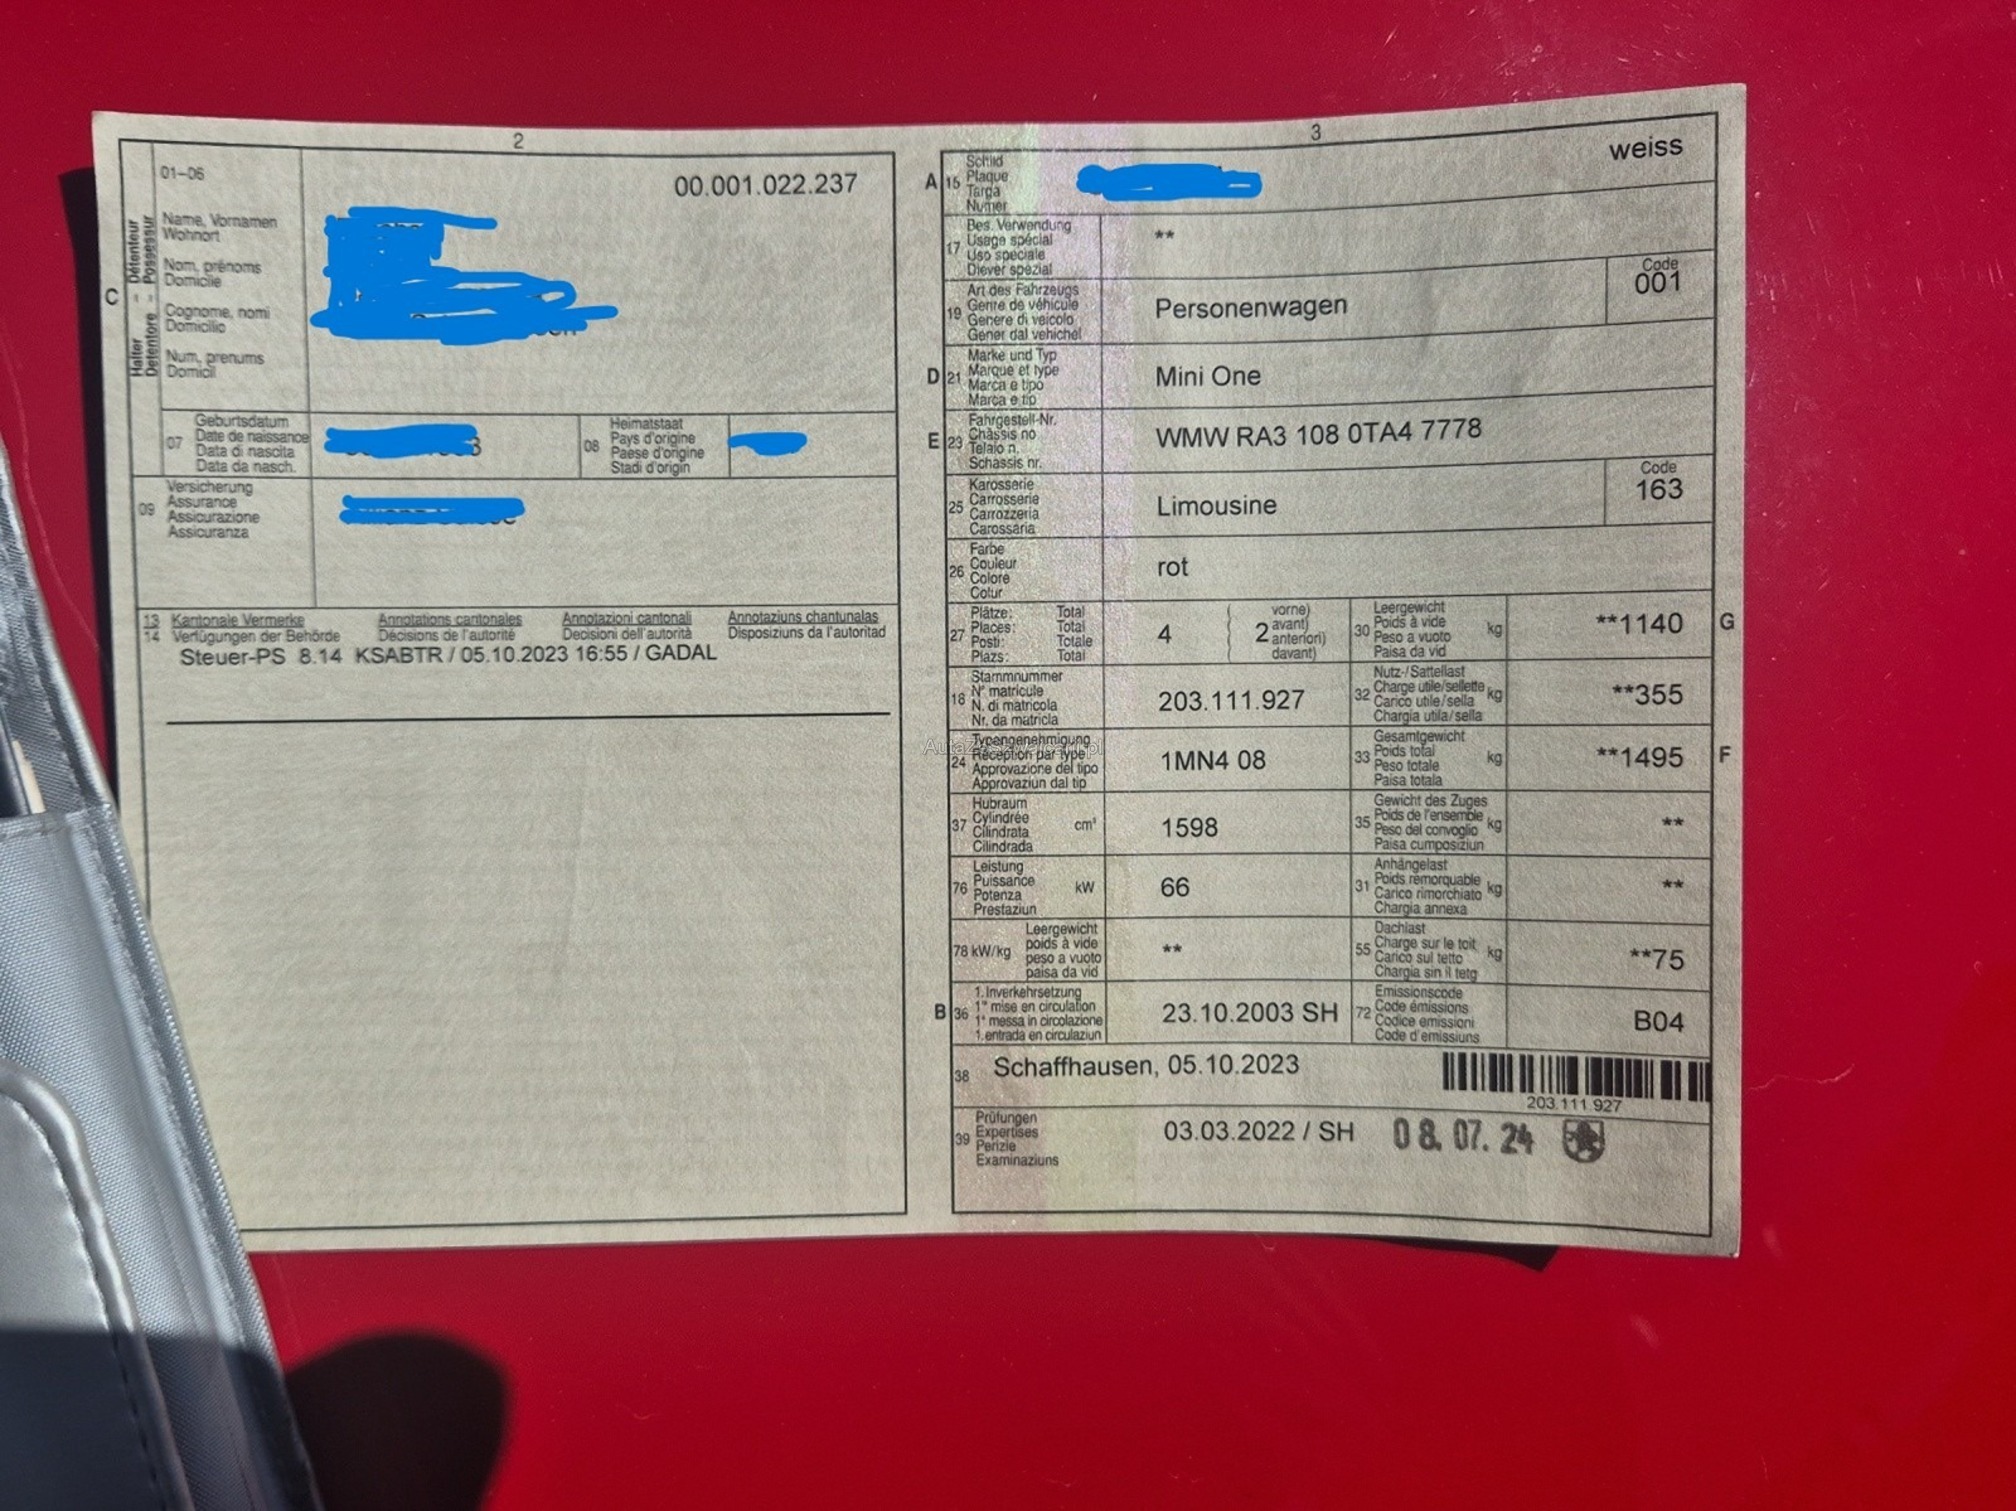 2
01-06
00.001.022.237
C
Halter - Détenteur
Detentore - Possessur
Name, Vornamen
Wohnort
Nom, prénoms
Domicile
Cognome, nomi
Domicilio
Num, prenums
Domicil
07
Geburtsdatum
Date de naissance
Data di nascita
Data da nasch.
3
08
Heimatstaat
Pays d'origine
Paese d'origine
Stadi d'origin
09
Versicherung
Assurance
Assicurazione
Assicuranza
13 Kantonale Vermerke Annotations cantonales Annotazioni cantonali Annotaziuns chantunalas
14 Verfügungen der Behörde Décisions de l'autorité Decisioni dell'autorità Disposiziuns da l'autoritad
Steuer-PS 8.14 KSABTR / 05.10.2023 16:55 / GADAL
3
A 15
Schild
Plaque
Targa
Numer
weiss
17
Bes. Verwendung
Usage spécial
Uso speciale
Diever spezial
**
19
Art des Fahrzeugs
Genre de véhicule
Genere di veicolo
Gener dal vehichel
Personenwagen
Code
001
D 21
Marke und Typ
Marque et type
Marca e tipo
Marca e tip
Mini One
E 23
Fahrgestell-Nr.
Châssis no
Telaio n.
Schassis nr.
WMW RA3 108 0TA4 7778
25
Karosserie
Carrosserie
Carrozzeria
Carossaria
Limousine
Code
163
26
Farbe
Couleur
Colore
Colur
rot
27
Plätze: Total
Places: Total
Posti: Totale
Plazs: Total
4
( vorne)
2 avant)
anteriori)
( davant)
30
Leergewicht
Poids à vide
Peso a vuoto
Paisa da vid
kg
**1140
G
18
Stammnummer
N° matricule
N. di matricola
Nr. da matricla
203.111.927
32
Nutz-/Sattellast
Charge utile/sellette
Carico utile/sella
Chargia utila/sella
kg
**355
24
Typengenehmigung
Réception par type
Approvazione del tipo
Approvaziun dal tip
1MN4 08
33
Gesamtgewicht
Poids total
Peso totale
Paisa totala
kg
**1495
F
37
Hubraum
Cylindrée
Cilindrata
Cilindrada
cm³
1598
35
Gewicht des Zuges
Poids de l'ensemble
Peso del convoglio
Paisa cumposiziun
kg
**
76
Leistung
Puissance
Potenza
Prestaziun
kW
66
31
Anhängelast
Poids remorquable
Carico rimorchiato
Chargia annexa
kg
**
78 kW/kg
Leergewicht
poids à vide
peso a vuoto
paisa da vid
**
55
Dachlast
Charge sur le toit
Carico sul tetto
Chargia sin il tetg
kg
**75
B 36
1. Inverkehrsetzung
1re mise en circulation
1a messa in circolazione
1. entrada en circulaziun
23.10.2003 SH
72
Emissionscode
Code émissions
Codice emissioni
Code d'emissiuns
B04
38
Schaffhausen, 05.10.2023
203.111.927
39
Prüfungen
Expertises
Perizie
Examinaziuns
03.03.2022 / SH
08. 07. 24
AutaZeSzwajcarii.pl